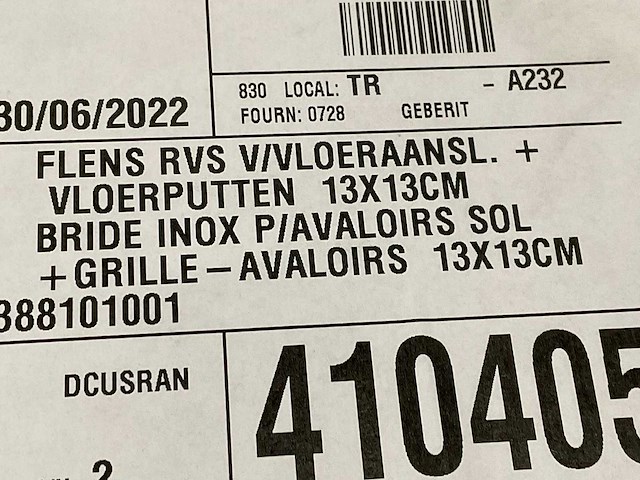 830 LOCAL: TR - A232
30/06/2022
FOURN: 0728 GEBERIT
FLENS RVS V/VLOERAANSL. +
VLOERPUTTEN 13X13CM
BRIDE INOX P/AVALOIRS SOL
+GRILLE-AVALOIRS 13X13CM
388101001
DCUSRAN
410405
2